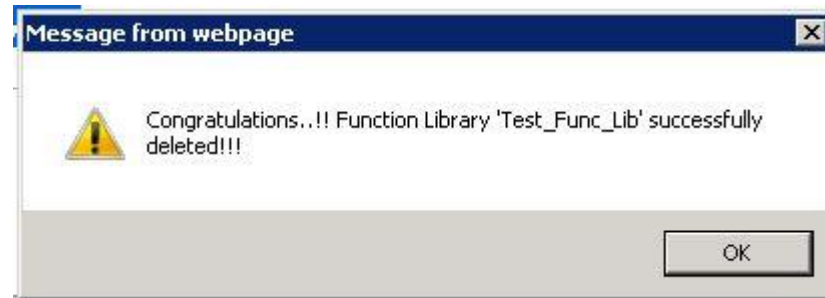 Message from webpage
Congratulations..!! Function Library 'Test_Func_Lib' successfully
deleted!!!
OK